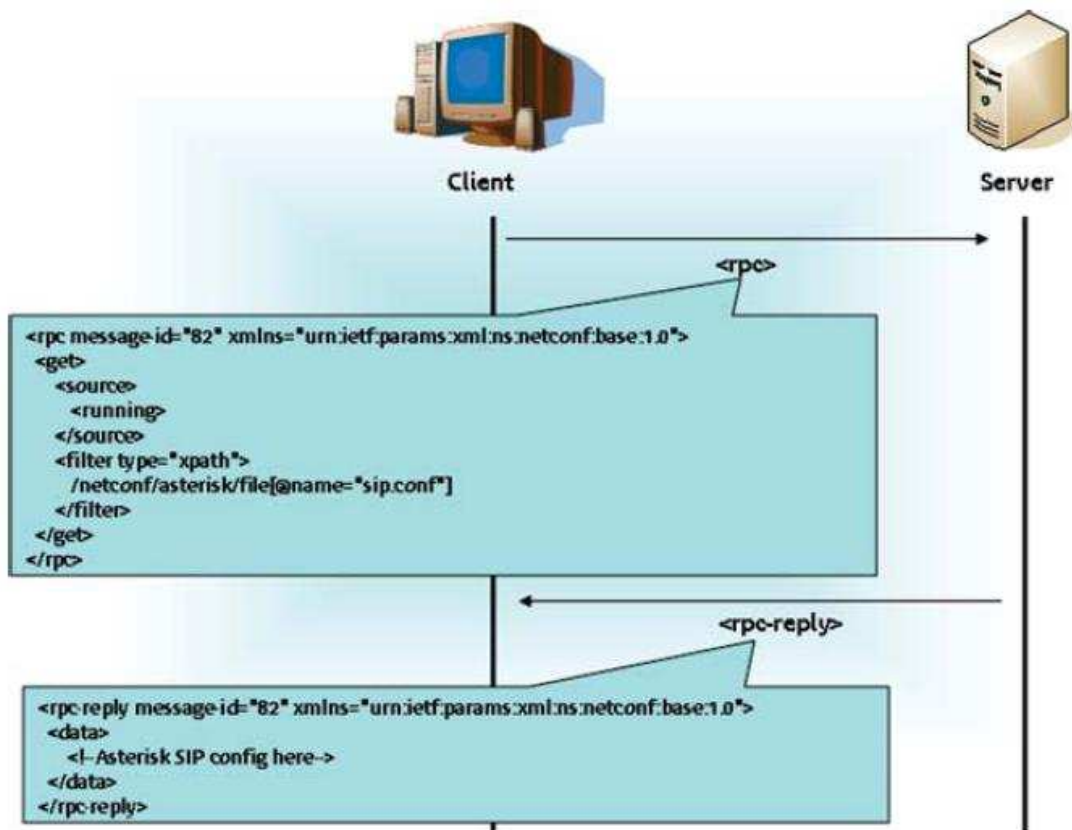 Client
Server
<rpc>
<rpc message-id="82" xmlns="urn:ietf:params:xml:ns:netconf:base:1.0">
<get>
<source>
<running>
</source>
<filter type="xpath">
/netconf/asterisk/file[@name="sip.conf"]
</filter>
</get>
</rpc>
<rpc-reply>
<rpc-reply message-id="82" xmlns="urn:ietf:params:xml:ns:netconf:base:1.0">
<data>
<!--Asterisk SIP config here-->
</data>
</rpc-reply>